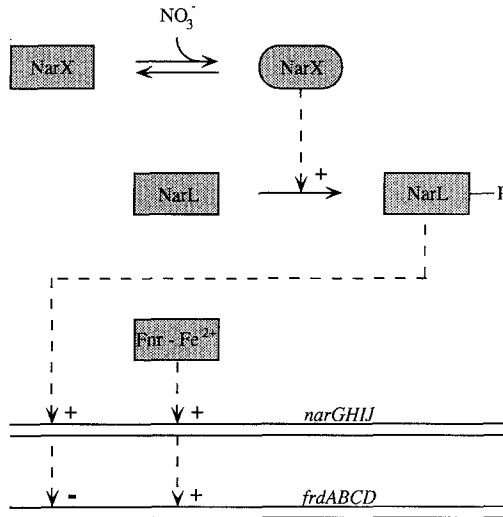 NO₃⁻
NarX NarX
+
NarL NarL P
Fnr - Fe²⁺
+ + narGHIJ
- + frdABCD